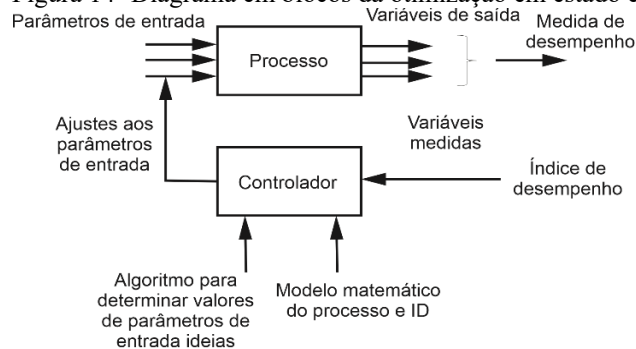 Parâmetros de entrada
Variáveis de saída
Medida de
desempenho
Processo
Ajustes aos
parâmetros
de entrada
Variáveis
medidas
Controlador
Índice de
desempenho
Algoritmo para
determinar valores
de parâmetros de
entrada ideias
Modelo matemático
do processo e ID